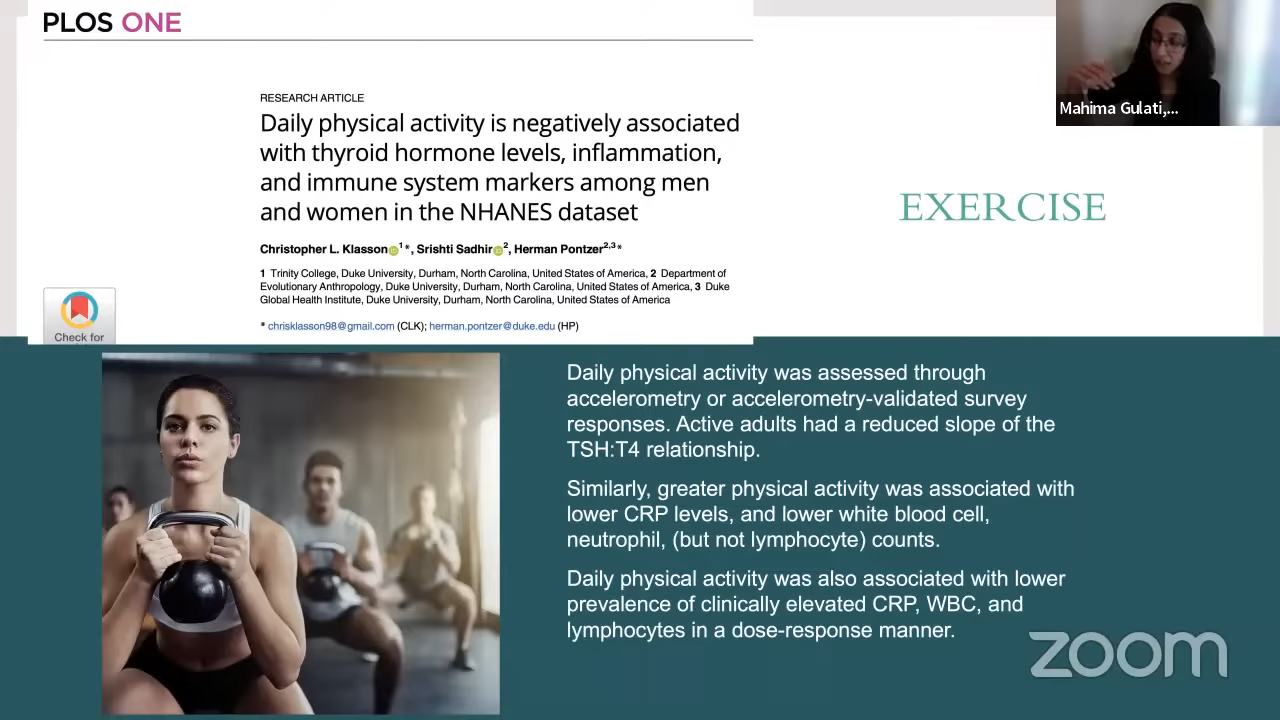 PLOS ONE
Mahima Gulati,...
RESEARCH ARTICLE
Daily physical activity is negatively associated
with thyroid hormone levels, inflammation,
and immune system markers among men
and women in the NHANES dataset
EXERCISE
Christopher L. Klasson 1*, Srishti Sadhir 2, Herman Pontzer2,3*
1 Trinity College, Duke University, Durham, North Carolina, United States of America, 2 Department of
Evolutionary Anthropology, Duke University, Durham, North Carolina, United States of America, 3 Duke
Global Health Institute, Duke University, Durham, North Carolina, United States of America
* chrisklasson98@gmail.com (CLK); herman.pontzer@duke.edu (HP)
Check for
Daily physical activity was assessed through
accelerometry or accelerometry-validated survey
responses. Active adults had a reduced slope of the
TSH:T4 relationship.
Similarly, greater physical activity was associated with
lower CRP levels, and lower white blood cell,
neutrophil, (but not lymphocyte) counts.
Daily physical activity was also associated with lower
prevalence of clinically elevated CRP, WBC, and
lymphocytes in a dose-response manner.
zoom